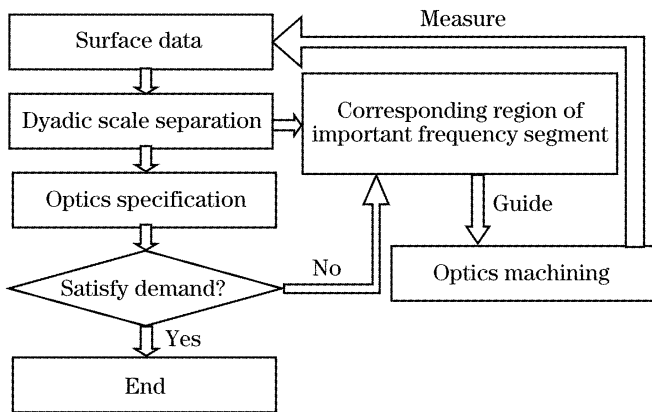 Measure
Surface data
Dyadic scale separation
Corresponding region of
important frequency segment
Optics specification
Guide
No
Optics machining
Satisfy demand?
Yes
End